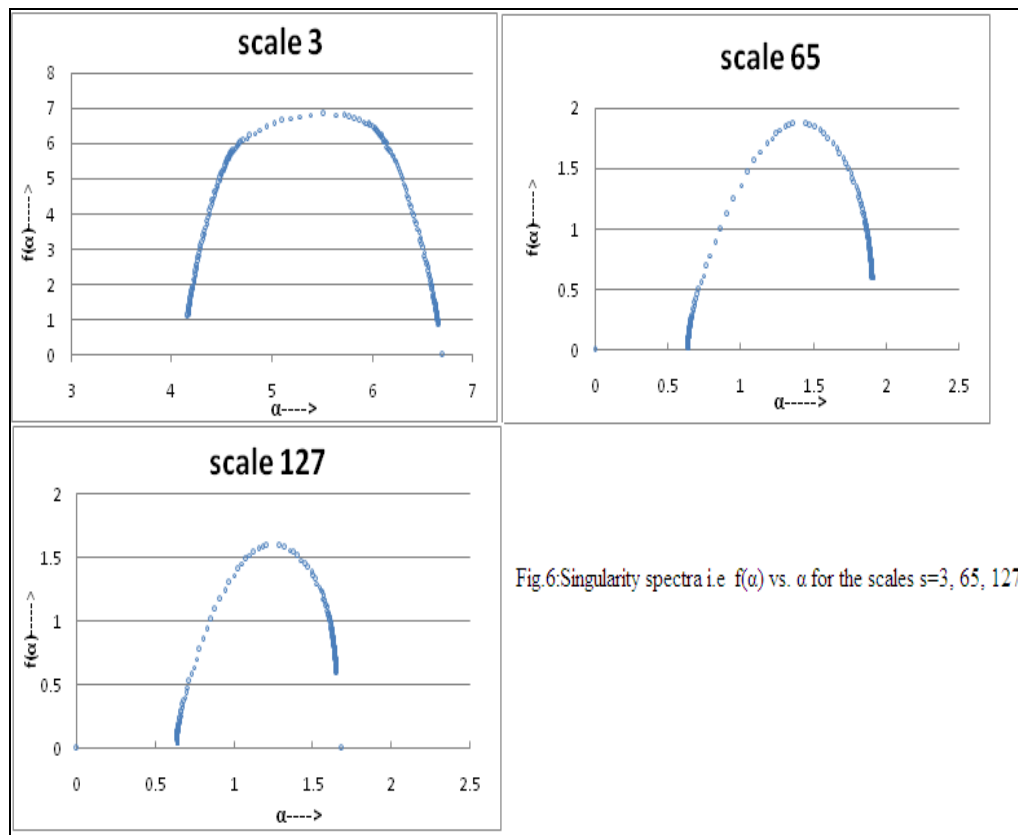 scale 3
8
7
6
5
4
3
2
1
0
3 4 5 6 7
f(α)----->
α---->
scale 65
2
1.5
1
0.5
0
0 0.5 1 1.5 2 2.5
f(α)----->
α----->
scale 127
2
1.5
1
0.5
0
0 0.5 1 1.5 2 2.5
f(α)----->
α---->
Fig.6:Singularity spectra i.e f(α) vs. α for the scales s=3, 65, 127